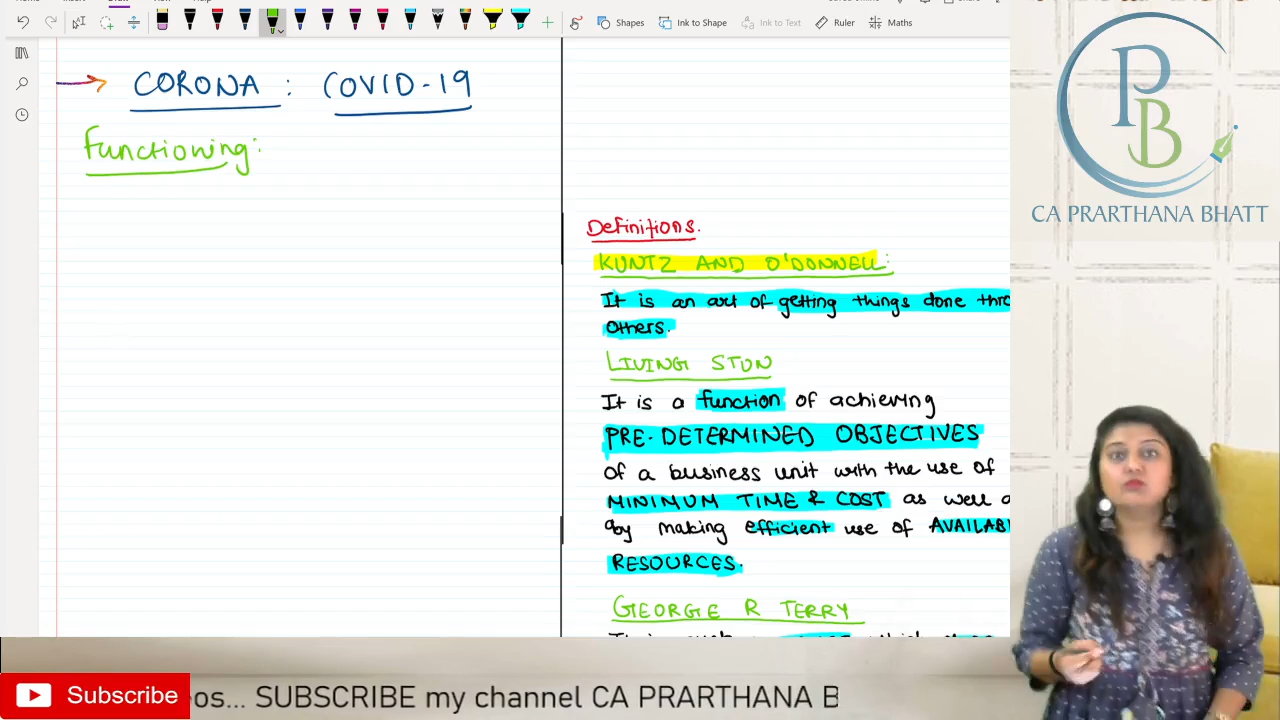 Shapes
Ink to Shape
Ink to Text
Ruler
Maths
CORONA : COVID-19
Functioning:
Definitions.
KUNTZ AND O'DONNELL:
It is an art of getting things done thro
others.
LIVING STON
It is a function of achieving
PRE-DETERMINED OBJECTIVES
of a business unit with the use of
MINIMUM TIME & COST as well a
by making efficient use of AVAILAB
RESOURCES.
GEORGE R TERRY
PB
CA PRARTHANA BHATT
Subscribe
os... SUBSCRIBE my channel CA PRARTHANA B